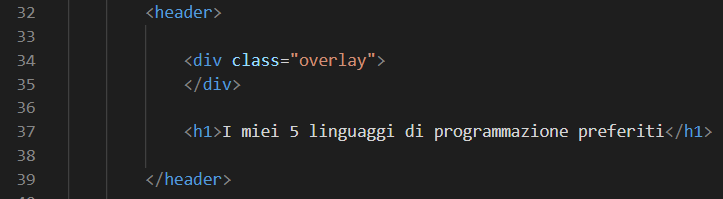 32 <header>
33
34 <div class="overlay">
35 </div>
36
37 <h1>I miei 5 linguaggi di programmazione preferiti</h1>
38
39 </header>